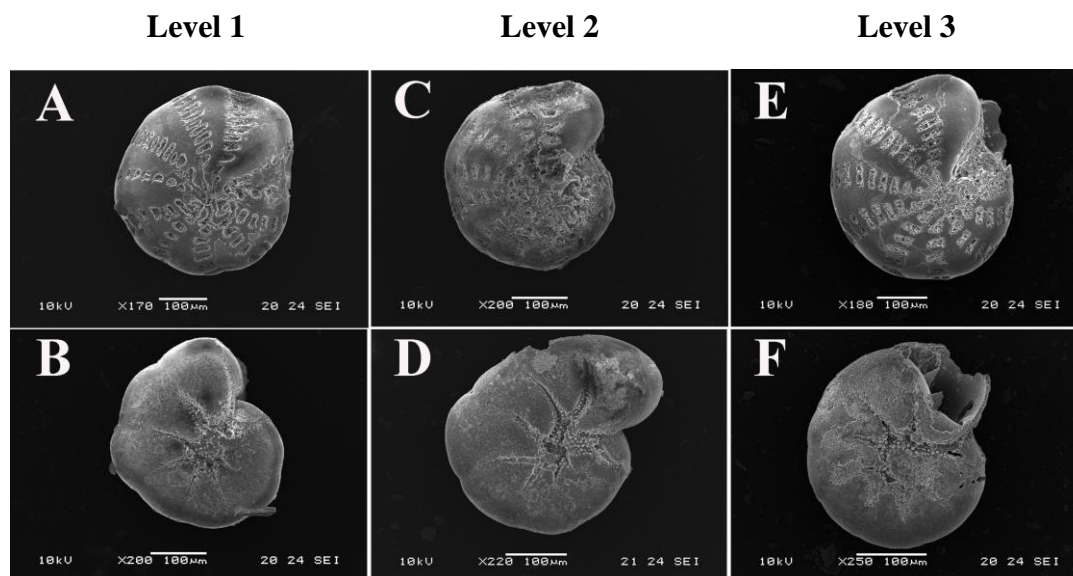 Level 1 Level 2 Level 3
A C E
10kV X170 100µm 20 24 SEI 10kV X200 100µm 20 24 SEI 10kV X180 100µm 20 24 SEI
B D F
10kV X200 100µm 20 24 SEI 10kV X220 100µm 21 24 SEI 10kV X250 100µm 20 24 SEI